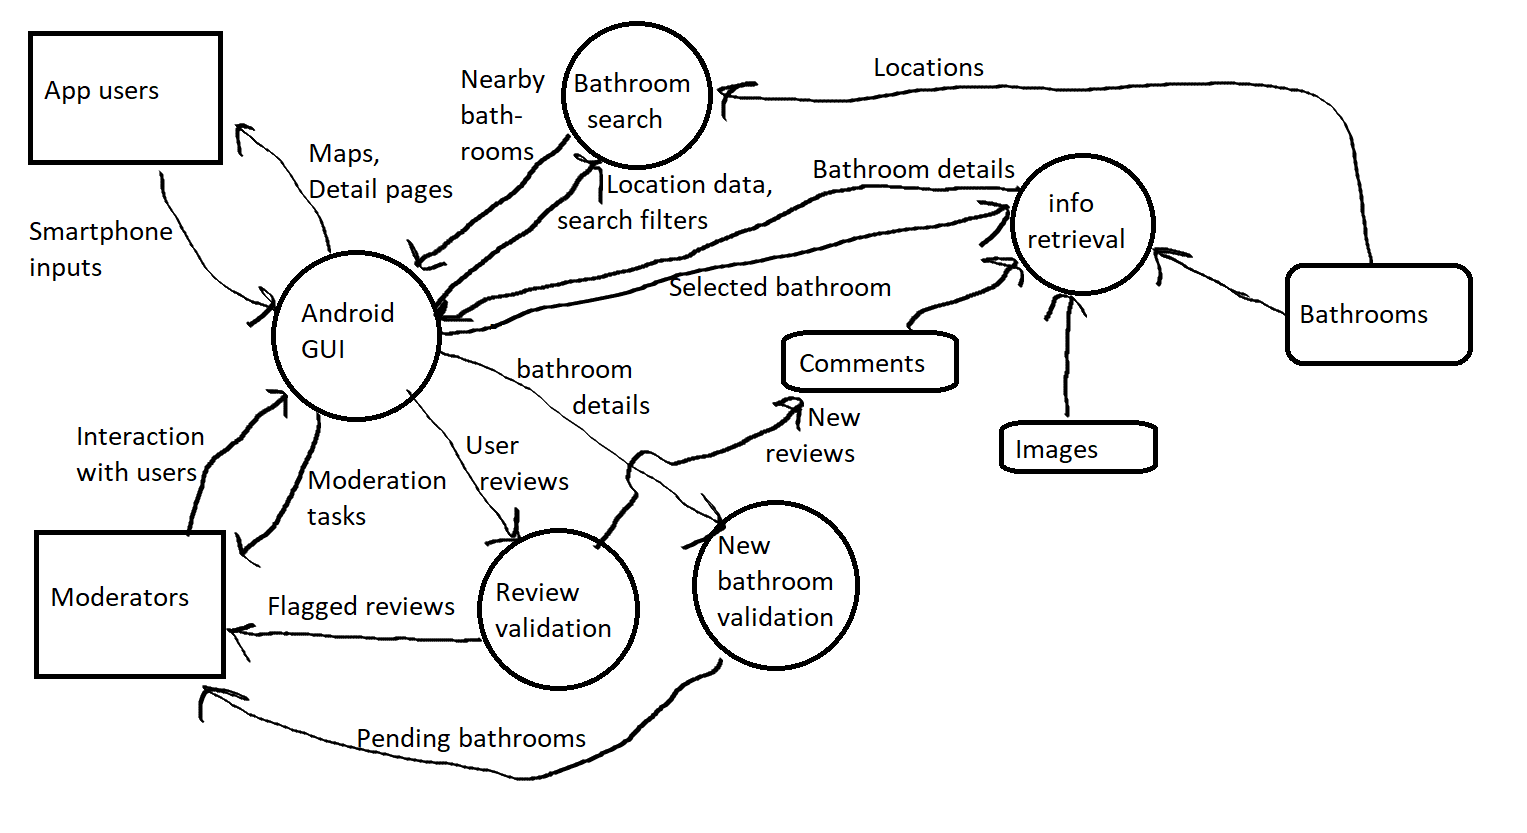 App users
Nearby
bath-
rooms
Bathroom
search
Locations
Maps,
Detail pages
Location data,
search filters
Bathroom details
info
retrieval
Smartphone
inputs
Android
GUI
Selected bathroom
Bathrooms
Comments
bathroom
details
New
reviews
Images
Interaction
with users
Moderation
tasks
User
reviews
Moderators
Flagged reviews
Review
validation
New
bathroom
validation
Pending bathrooms